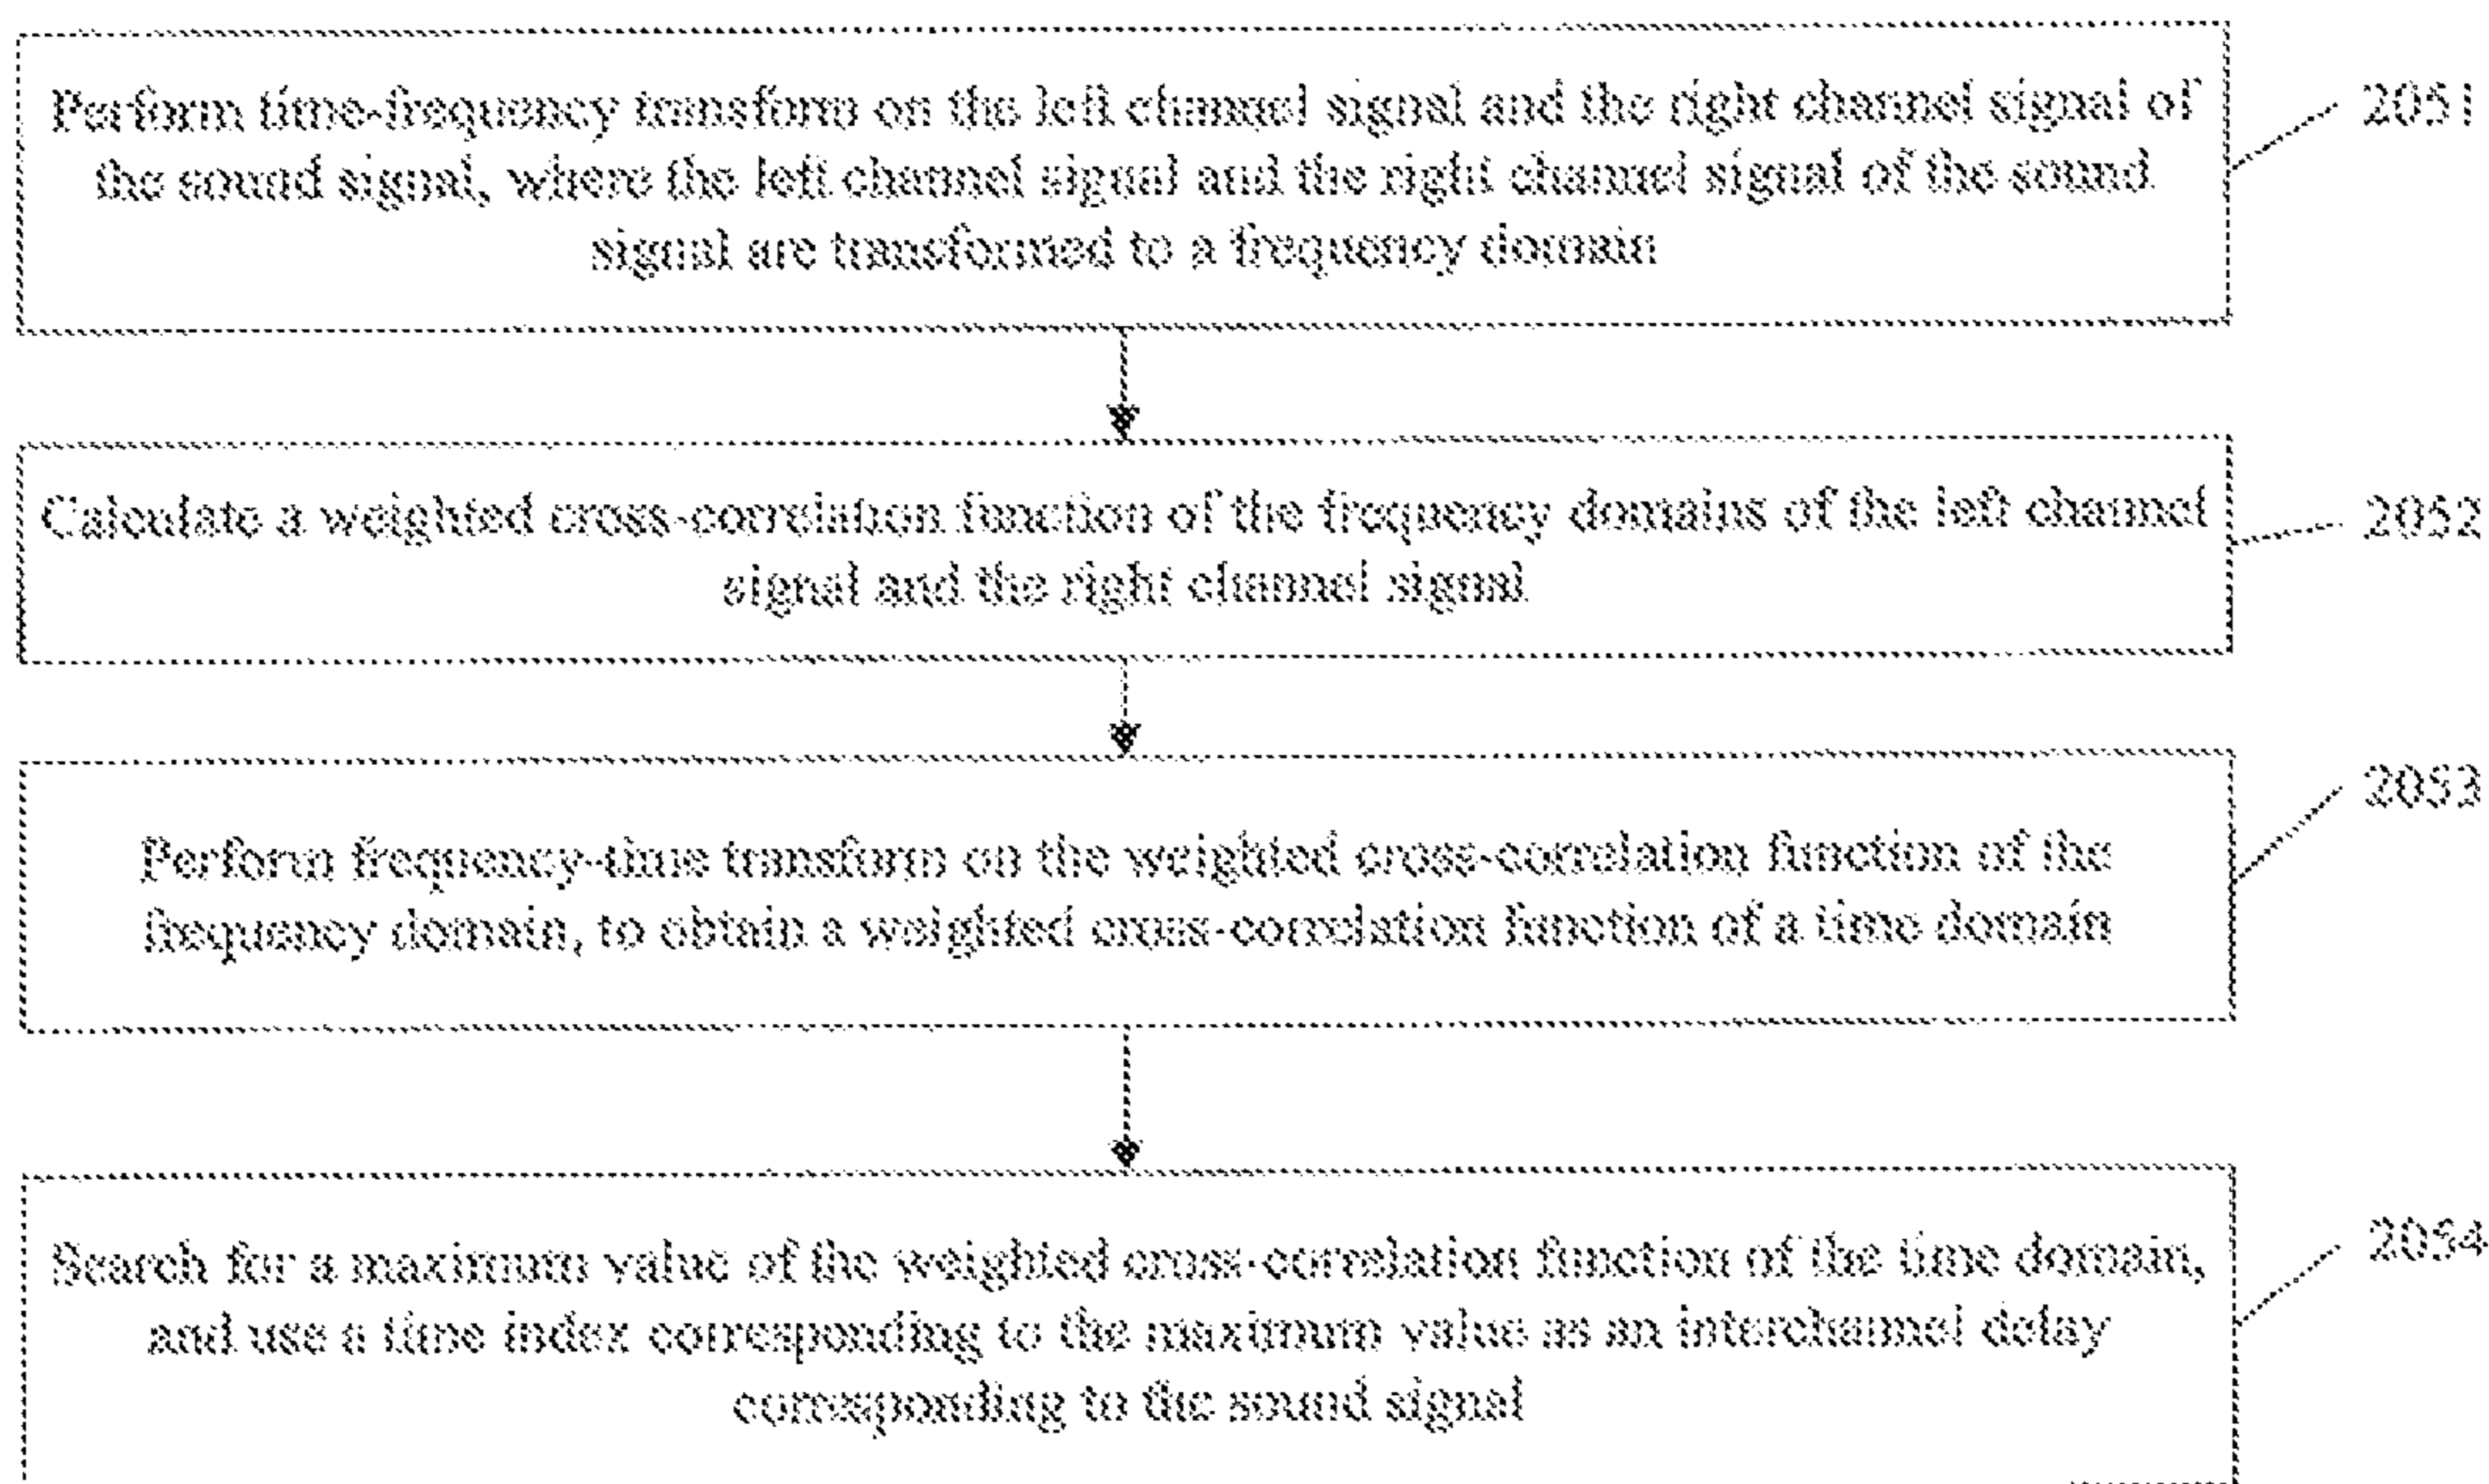 Perform time-frequency transform on the left channel signal and the right channel signal of
the sound signal, where the left channel signal and the right channel signal of the sound
signal are transformed to a frequency domain
2051
Calculate a weighted cross-correlation function of the frequency domains of the left channel
signal and the right channel signal
2052
Perform frequency-time transform on the weighted cross-correlation function of the
frequency domain, to obtain a weighted cross-correlation function of a time domain
2053
Search for a maximum value of the weighted cross-correlation function of the time domain,
and use a time index corresponding to the maximum value as an interchannel delay
corresponding to the sound signal
2054